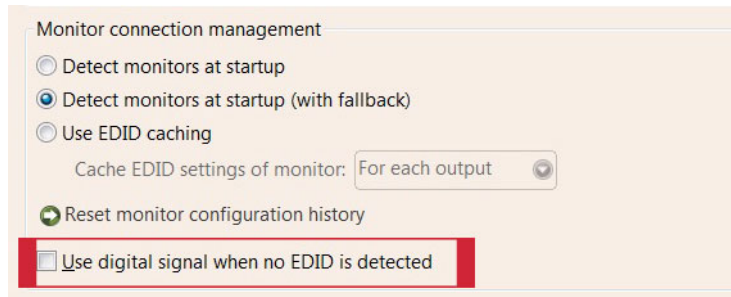 Monitor connection management
Detect monitors at startup
Detect monitors at startup (with fallback)
Use EDID caching
Cache EDID settings of monitor: For each output
Reset monitor configuration history
Use digital signal when no EDID is detected